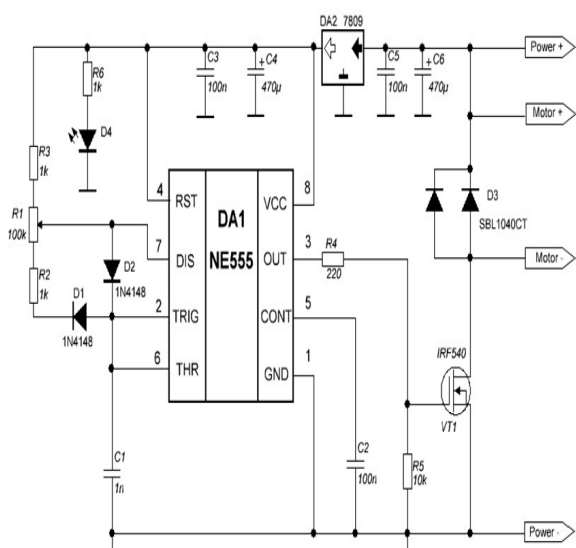 DA2 7809
Power +
R6
1k
C3
100n
C4
+
470µ
C5
100n
C6
+
470µ
Motor +
D4
R3
1k
4
RST
DA1
NE555
VCC
8
D3
SBL1040CT
R1
100k
7
DIS
OUT
3
R4
220
Motor -
D2
1N4148
R2
1k
D1
1N4148
2
TRIG
CONT
5
IRF540
VT1
6
THR
GND
1
C1
1n
C2
100n
R5
10k
Power -